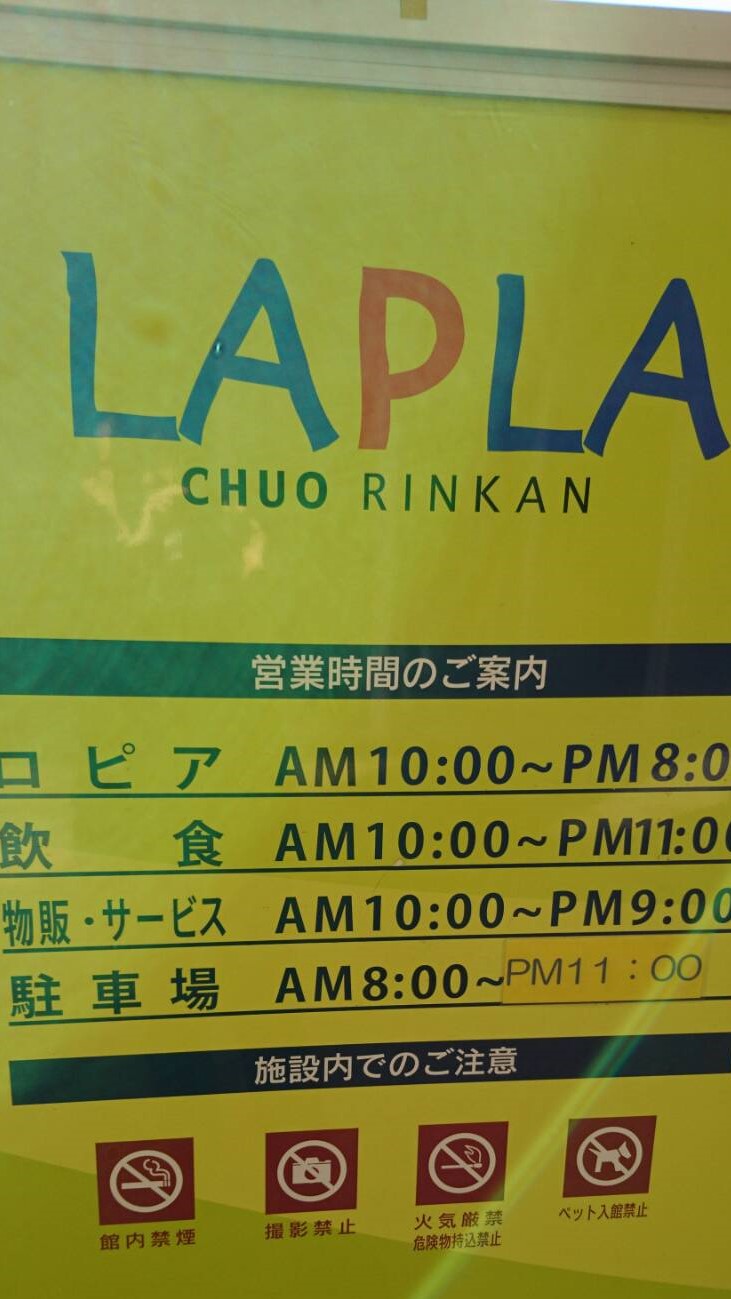 LAPLA
CHUO RINKAN
営業時間のご案内
ロピア AM10:00~PM8:0
飲食 AM10:00~PM11:00
物販・サービス AM10:00~PM9:00
駐車場 AM8:00~PM11:00
施設内でのご注意
館内禁煙
撮影禁止
火気厳禁
危険物持込禁止
ペット入館禁止